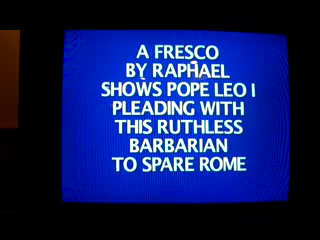 A FRESCO
BY RAPHAEL
SHOWS POPE LEO I
PLEADING WITH
THIS RUTHLESS
BARBARIAN
TO SPARE ROME